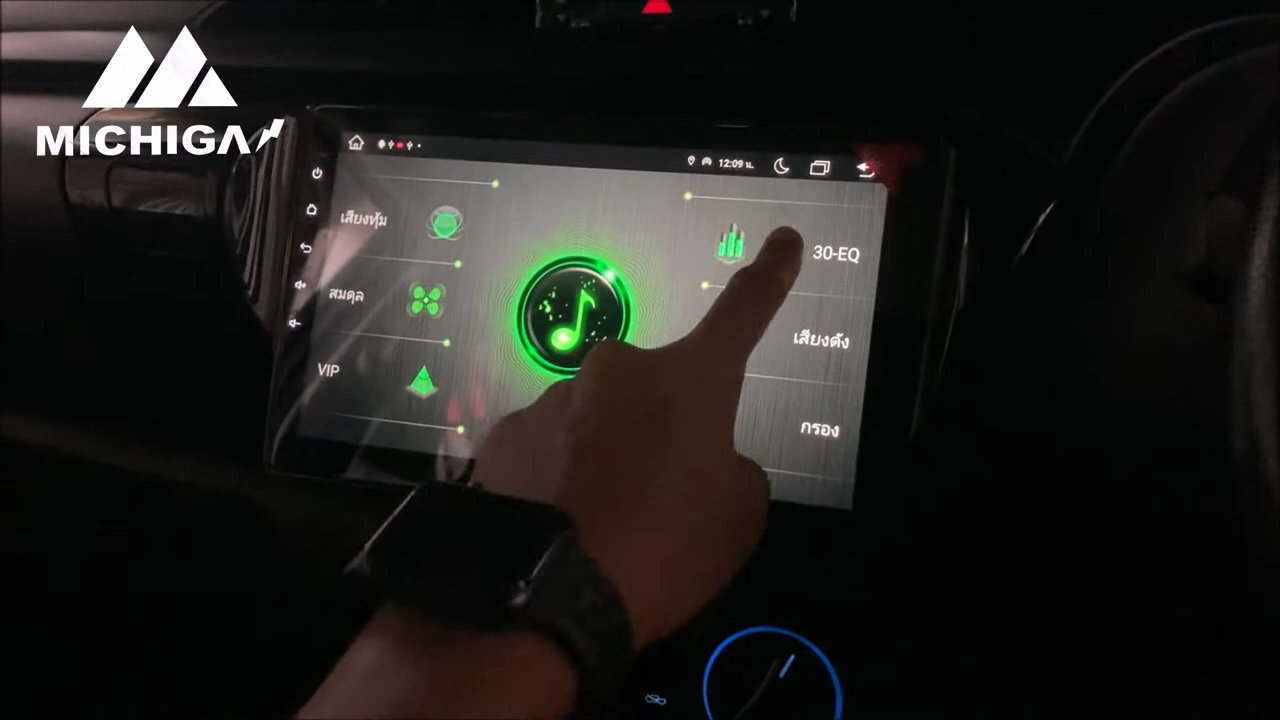 MICHIGA
12:09 น.
เสียงทุ้ม
สมดุล
VIP
30-EQ
เสียงดัง
กรอง